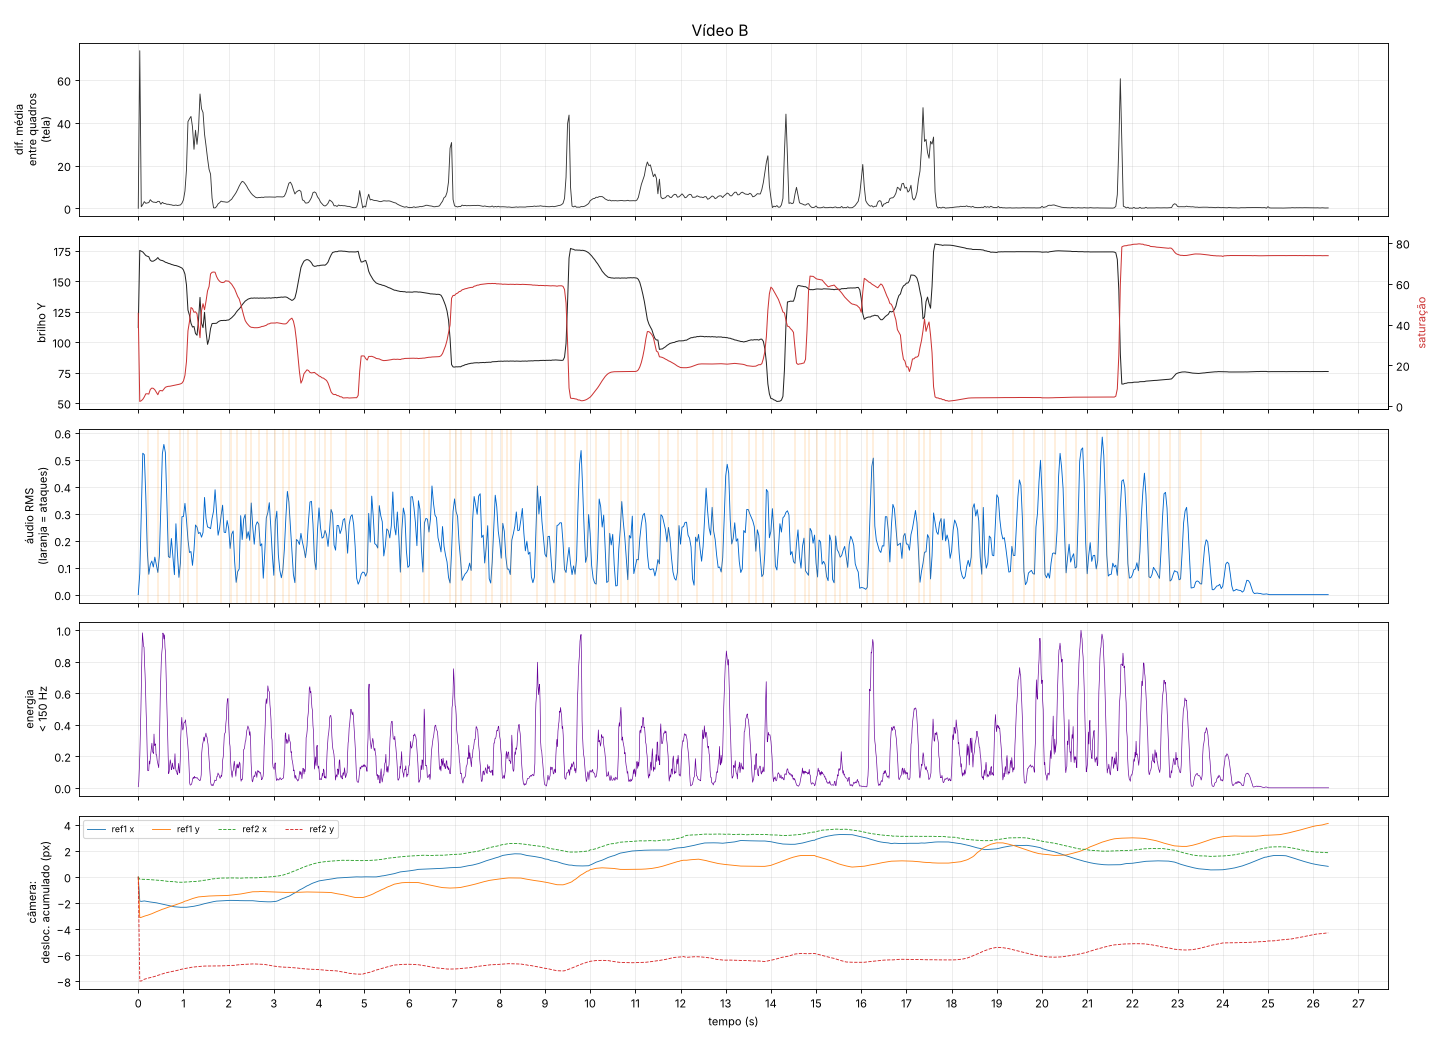 Vídeo B
dif. média
entre quadros
(tela)
60
40
20
0
brilho Y
175
150
125
100
75
50
80
60
40
20
0
saturação
áudio RMS
(laranja = ataques)
0.6
0.5
0.4
0.3
0.2
0.1
0.0
energia
< 150 Hz
1.0
0.8
0.6
0.4
0.2
0.0
câmera:
desloc. acumulado (px)
4
2
0
−2
−4
−6
−8
ref1 x
ref1 y
ref2 x
ref2 y
0 1 2 3 4 5 6 7 8 9 10 11 12 13 14 15 16 17 18 19 20 21 22 23 24 25 26 27
tempo (s)